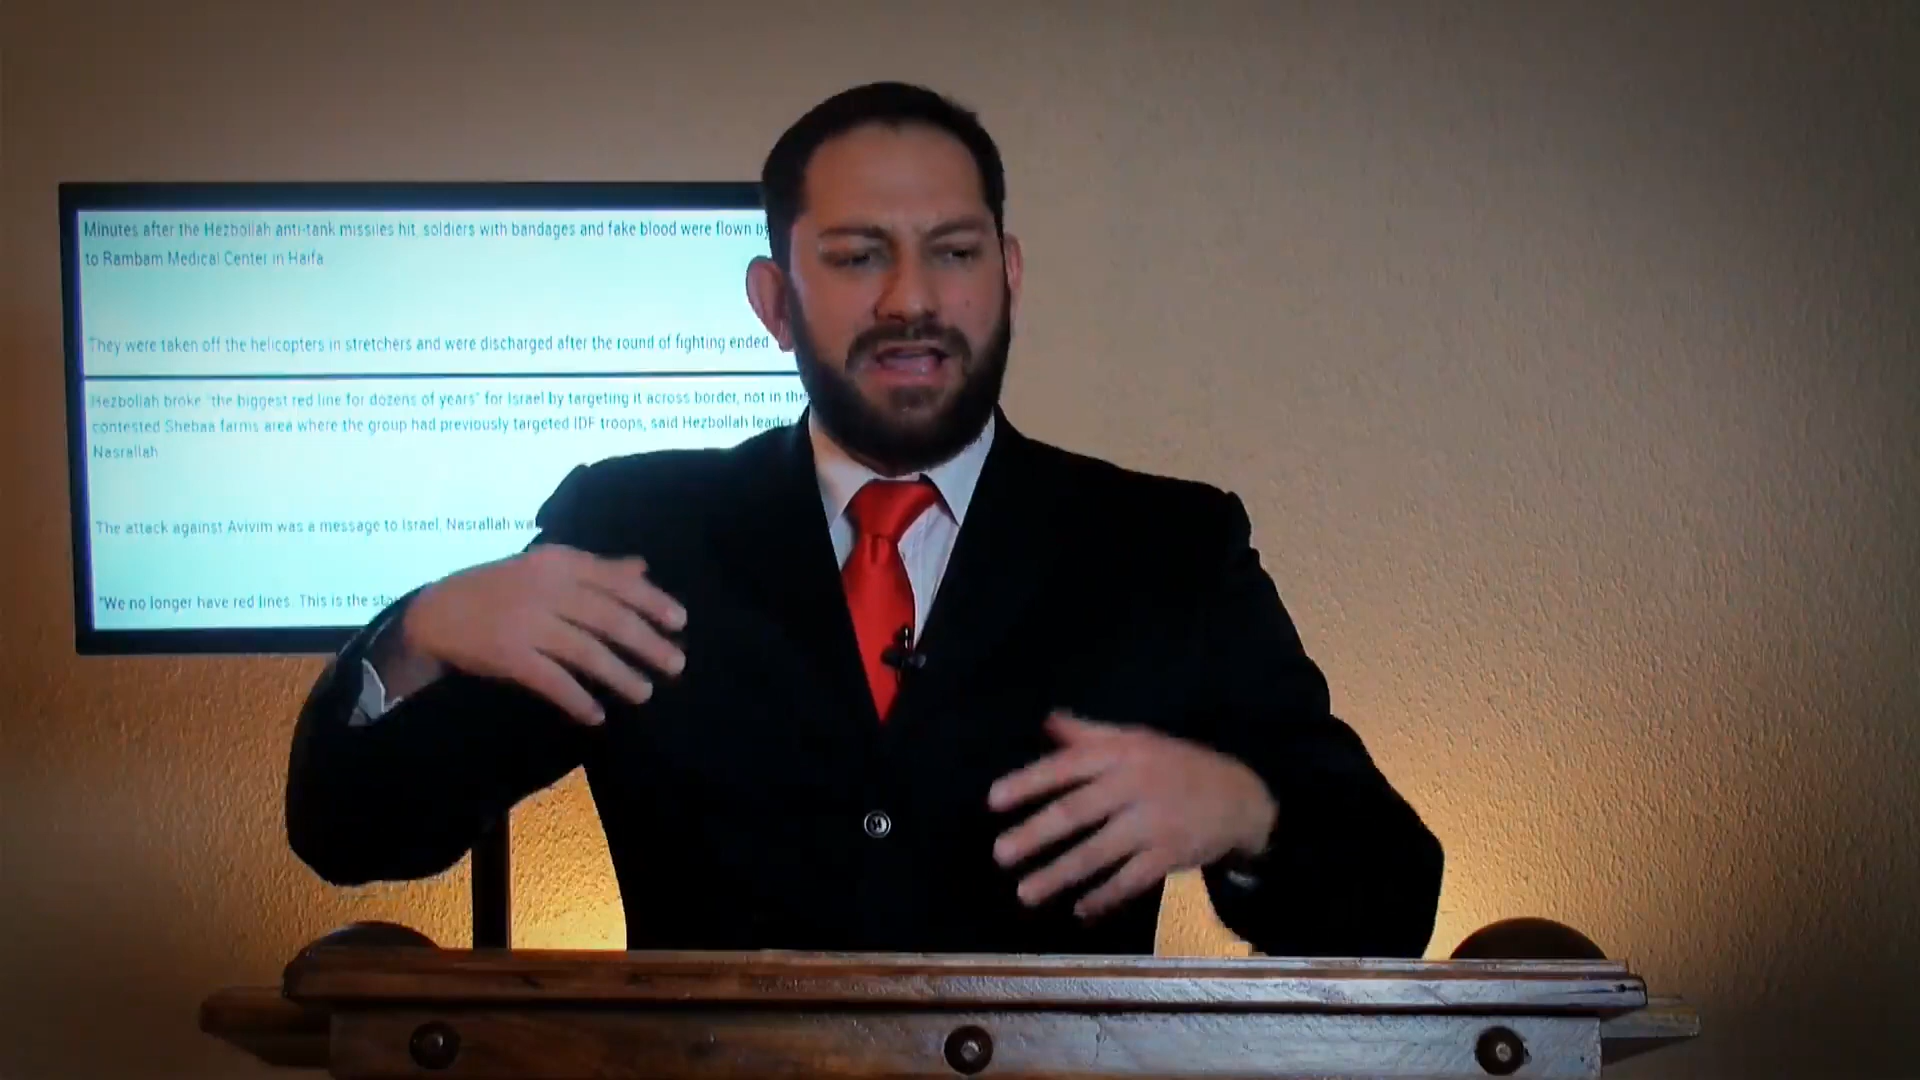 Minutes after the Hezbollah anti-tank missiles hit, soldiers with bandages and fake blood were flown by
to Rambam Medical Center in Haifa
They were taken off the helicopters in stretchers and were discharged after the round of fighting ended
Hezbollah broke "the biggest red line for dozens of years" for Israel by targeting it across border, not in the
contested Shebaa farms area where the group had previously targeted IDF troops, said Hezbollah leader
Nasrallah
The attack against Avivim was a message to Israel, Nasrallah
"We no longer have red lines. This is the